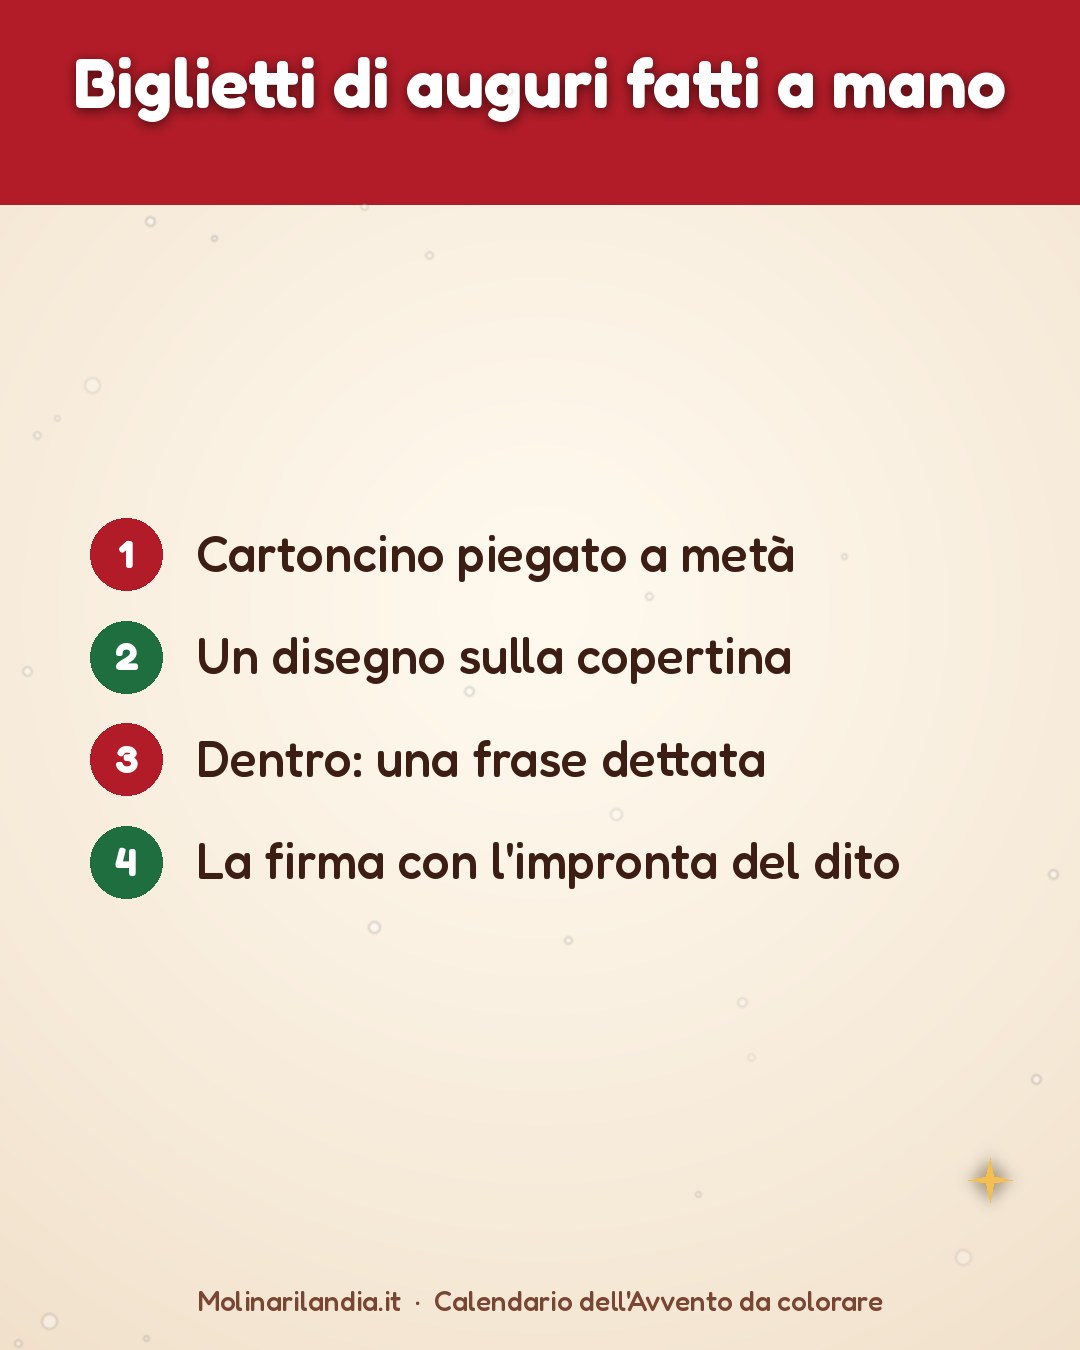 Biglietti di auguri fatti a mano
1 Cartoncino piegato a metà
2 Un disegno sulla copertina
3 Dentro: una frase dettata
4 La firma con l'impronta del dito
Molinarilandia.it · Calendario dell'Avvento da colorare